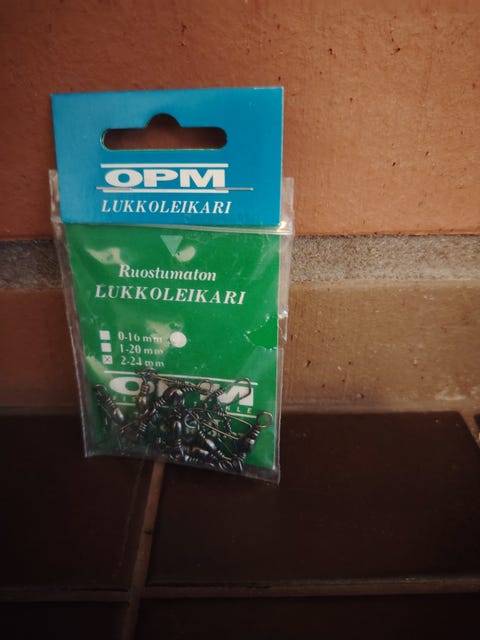 OPM
LUKKOLEIKARI
Ruostumaton
LUKKOLEIKARI
0-16 mm
1-20 mm
2-24 mm
OPM